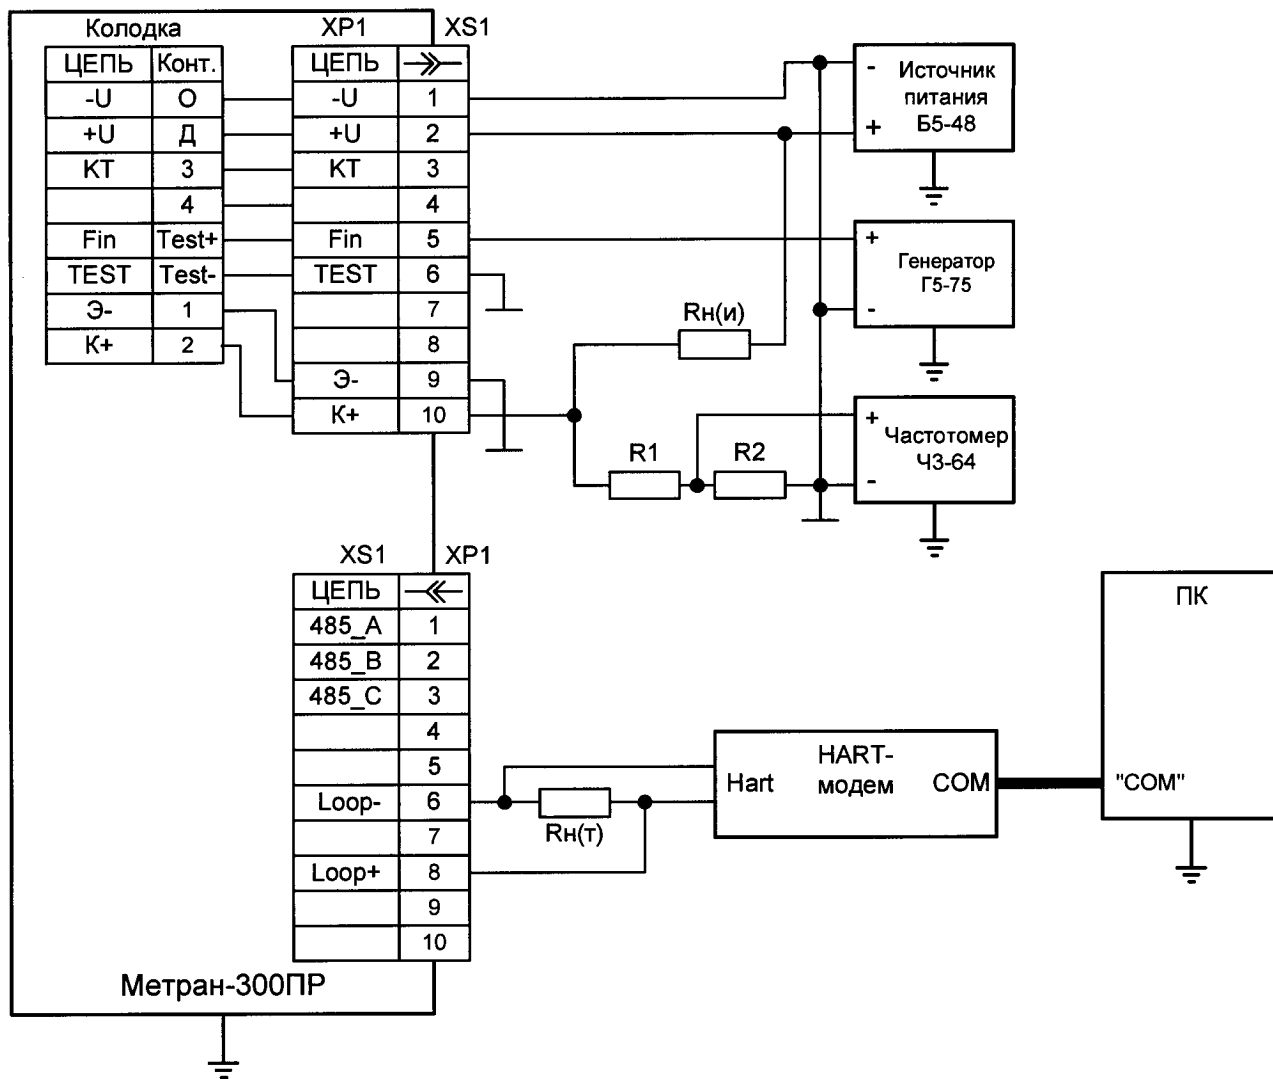 Колодка
XP1
XS1
ЦЕПЬ Конт.
-U О
+U Д
КТ 3
4
Fin Test+
TEST Test-
Э- 1
К+ 2
ЦЕПЬ
-U 1
+U 2
КТ 3
4
Fin 5
TEST 6
7
8
Э- 9
К+ 10
- Источник
питания
+ Б5-48
+
Генератор
Г5-75
-
+
Частотомер
Ч3-64
-
Rн(и)
R1
R2
XS1
XP1
ЦЕПЬ
485_A 1
485_B 2
485_C 3
4
5
Loop- 6
7
Loop+ 8
9
10
Rн(т)
HART-
Hart модем COM
ПК
"COM"
Метран-300ПР